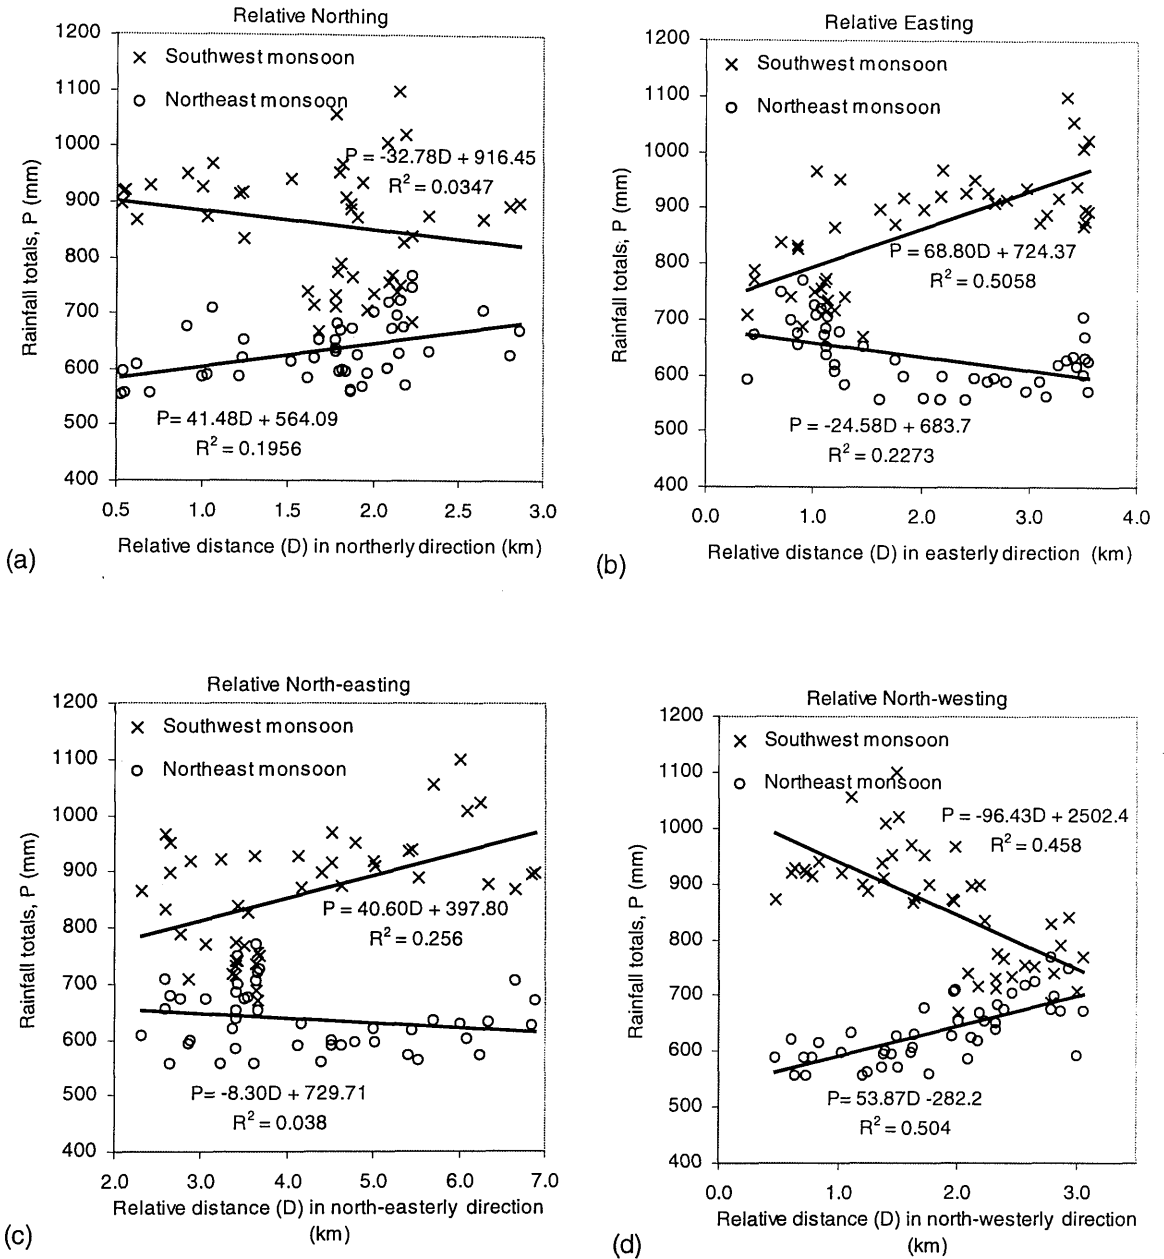 Relative Northing
1200
1100
1000
900
800
700
600
500
400
Rainfall totals, P (mm)
Southwest monsoon
Northeast monsoon
P = -32.78D + 916.45
R² = 0.0347
P= 41.48D + 564.09
R² = 0.1956
0.5 1.0 1.5 2.0 2.5 3.0
Relative distance (D) in northerly direction (km)
(a)
Relative Easting
1200
1100
1000
900
800
700
600
500
400
Rainfall totals, P (mm)
Southwest monsoon
Northeast monsoon
P = 68.80D + 724.37
R² = 0.5058
P = -24.58D + 683.7
R² = 0.2273
0.0 1.0 2.0 3.0 4.0
Relative distance (D) in easterly direction (km)
(b)
Relative North-easting
1200
1100
1000
900
800
700
600
500
400
Rainfall totals, P (mm)
Southwest monsoon
Northeast monsoon
P = 40.60D + 397.80
R² = 0.256
P= -8.30D + 729.71
R² = 0.038
2.0 3.0 4.0 5.0 6.0 7.0
Relative distance (D) in north-easterly direction
(km)
(c)
Relative North-westing
1200
1100
1000
900
800
700
600
500
400
Rainfall totals, P (mm)
Southwest monsoon
Northeast monsoon
P = -96.43D + 2502.4
R² = 0.458
P= 53.87D -282.2
R² = 0.504
0.0 1.0 2.0 3.0
Relative distance (D) in north-westerly direction
(km)
(d)